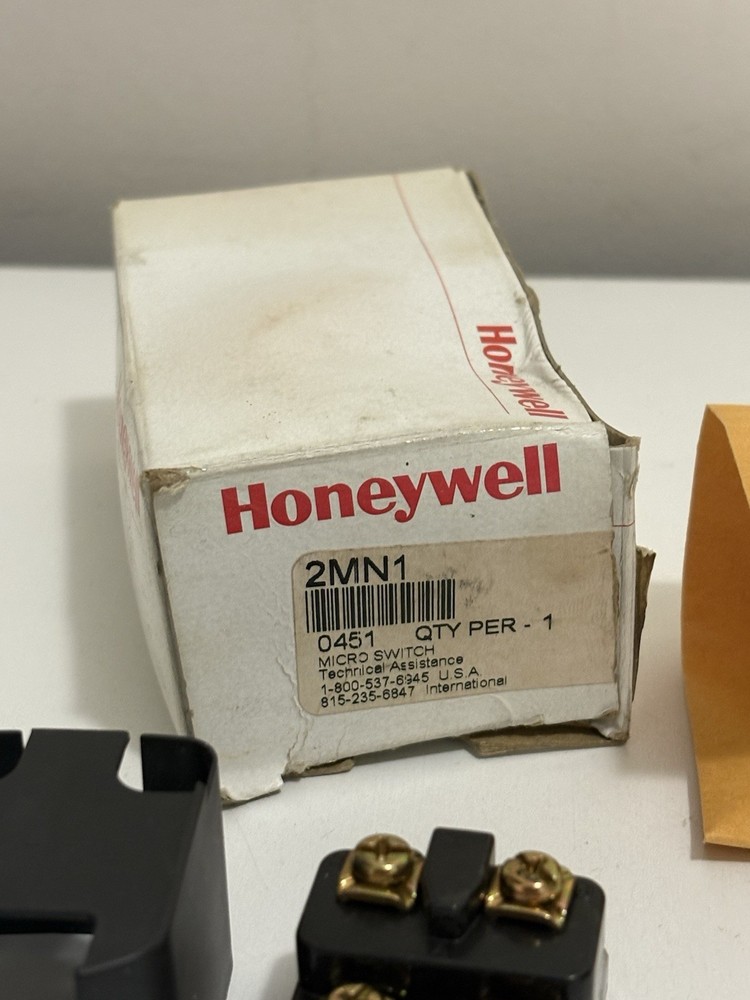 Honeywell
Honeywell
2MN1
0451 QTY PER - 1
MICRO SWITCH
Technical Assistance
1-800-537-6945 U.S.A
815-235-6847 International